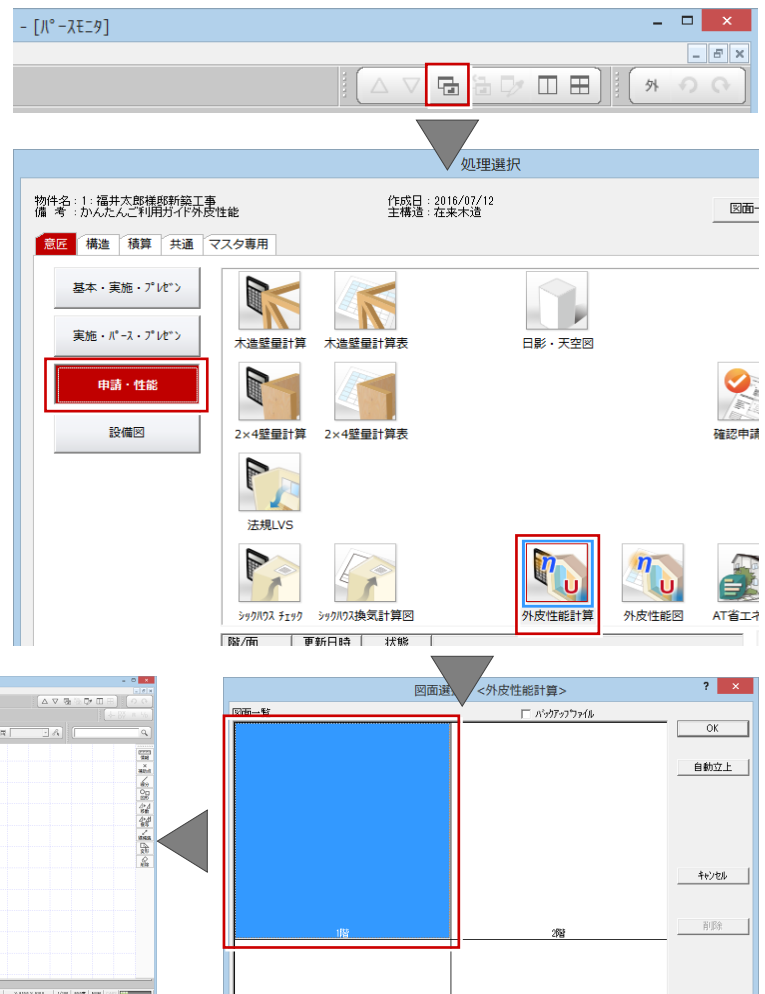 - [ﾊﾟｰｽﾓﾆﾀ]
外
処理選択
物件名：1：福井太郎様邸新築工事
備 考：かんたんご利用ガイド外皮性能
作成日：2016/07/12
主構造：在来木造
図面一
意匠 構造 積算 共通 マスタ専用
基本・実施・ﾌﾟﾚｾﾞﾝ
実施・ﾊﾟｰｽ・ﾌﾟﾚｾﾞﾝ
申請・性能
設備図
木造壁量計算 木造壁量計算表 日影・天空図
2×4壁量計算 2×4壁量計算表 確認申請
法規LVS
ｼｯｸﾊｳｽ ﾁｪｯｸ ｼｯｸﾊｳｽ換気計算図 外皮性能計算 外皮性能図 AT省エネ
階/面 更新日時 状態
図面選 <外皮性能計算>
図面一覧
ﾊﾞｯｸｱｯﾌﾟﾌｧｲﾙ
OK
自動立上
ｷｬﾝｾﾙ
削除
1階 2階